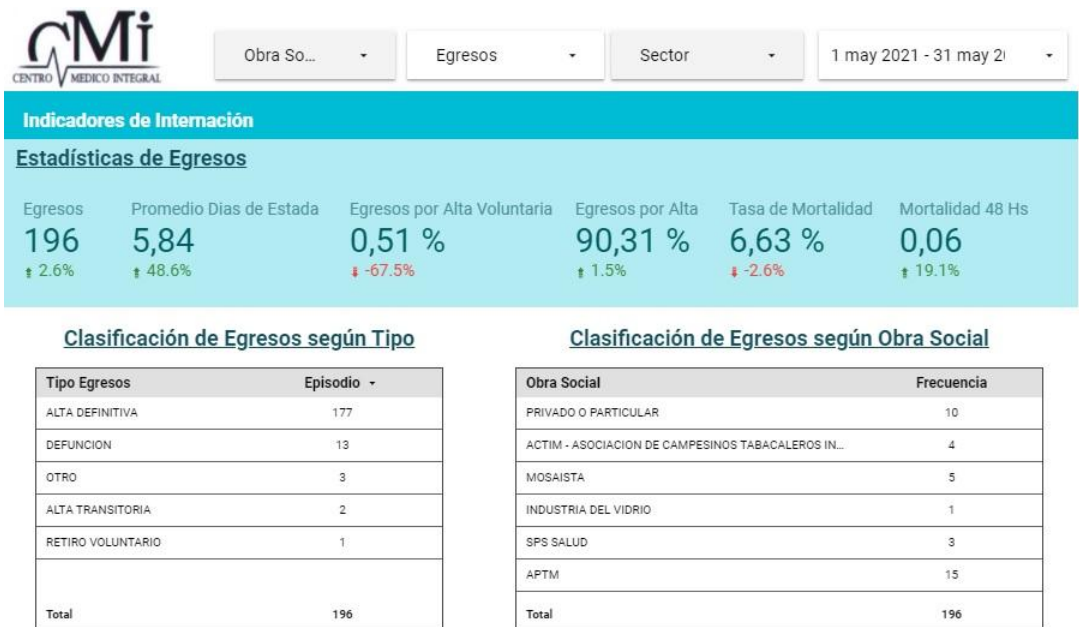 CMi
CENTRO MEDICO INTEGRAL
Obra So...
Egresos
Sector
1 may 2021 - 31 may 2
Indicadores de Internación
Estadísticas de Egresos
Egresos Promedio Dias de Estada Egresos por Alta Voluntaria Egresos por Alta Tasa de Mortalidad Mortalidad 48 Hs
196 5,84 0,51 % 90,31 % 6,63 % 0,06
2.6% 48.6% -67.5% 1.5% -2.6% 19.1%
Clasificación de Egresos según Tipo
Tipo Egresos Episodio
ALTA DEFINITIVA 177
DEFUNCION 13
OTRO 3
ALTA TRANSITORIA 2
RETIRO VOLUNTARIO 1
Total 196
Clasificación de Egresos según Obra Social
Obra Social Frecuencia
PRIVADO O PARTICULAR 10
ACTIM - ASOCIACION DE CAMPESINOS TABACALEROS IN... 4
MOSAISTA 5
INDUSTRIA DEL VIDRIO 1
SPS SALUD 3
APTM 15
Total 196